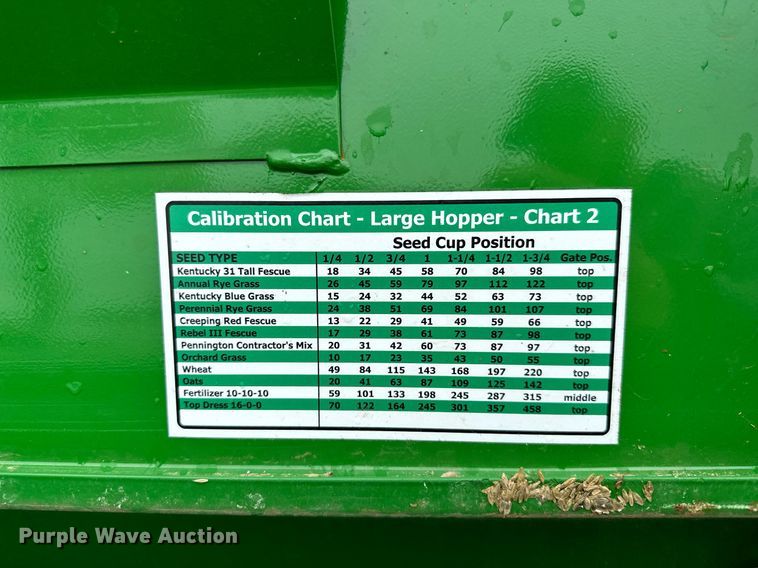 Calibration Chart - Large Hopper - Chart 2
Seed Cup Position
SEED TYPE 1/4 1/2 3/4 1 1-1/4 1-1/2 1-3/4 Gate Pos.
Kentucky 31 Tall Fescue 18 34 45 58 70 84 98 top
Annual Rye Grass 26 45 59 79 97 112 122 top
Kentucky Blue Grass 15 24 32 44 52 63 73 top
Perennial Rye Grass 24 38 51 69 84 101 107 top
Creeping Red Fescue 13 22 29 41 49 59 66 top
Rebel III Fescue 17 29 38 61 73 87 98 top
Pennington Contractor's Mix 20 31 42 60 73 87 97 top
Orchard Grass 10 17 23 35 43 50 55 top
Wheat 49 84 115 143 168 197 220 top
Oats 20 41 63 87 109 125 142 top
Fertilizer 10-10-10 59 101 133 198 245 287 315 middle
Top Dress 16-0-0 70 122 164 245 301 357 458 top
Purple Wave Auction